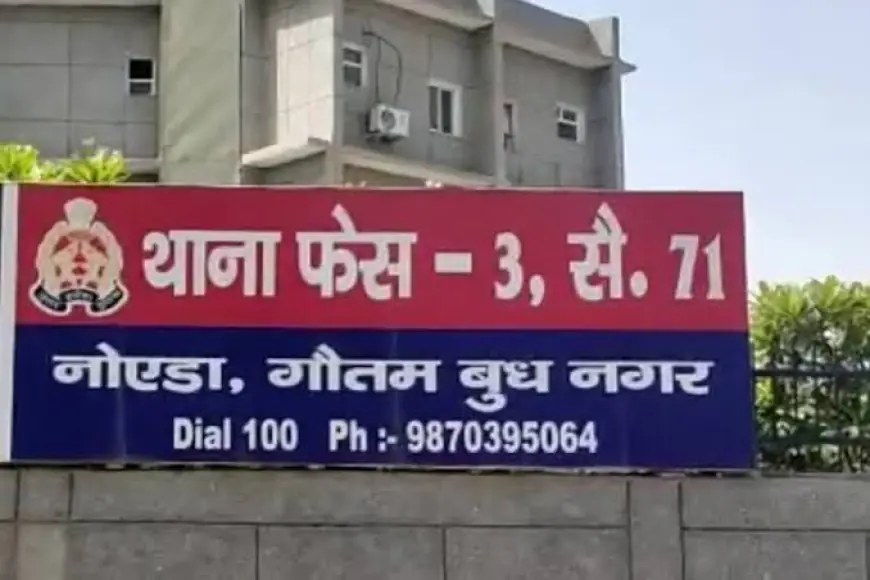 थाना फेस - 3, सै. 71
नोएडा, गौतम बुध नगर
Dial 100 Ph :- 9870395064